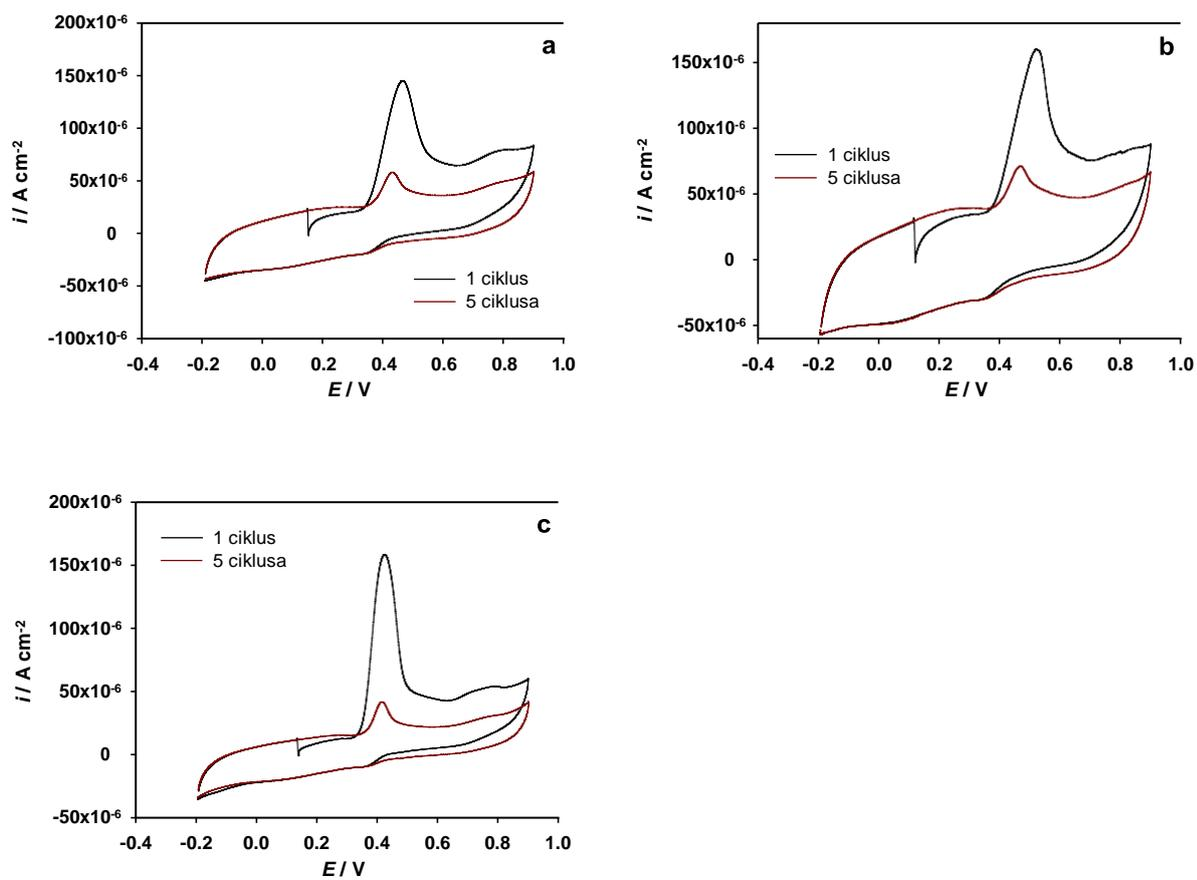 a
200x10-6
150x10-6
100x10-6
50x10-6
0
-50x10-6
-100x10-6
i / A cm-2
1 ciklus
5 ciklusa
-0.4 -0.2 0.0 0.2 0.4 0.6 0.8 1.0
E / V
b
150x10-6
100x10-6
50x10-6
0
-50x10-6
i / A cm-2
1 ciklus
5 ciklusa
-0.4 -0.2 0.0 0.2 0.4 0.6 0.8 1.0
E / V
c
200x10-6
150x10-6
100x10-6
50x10-6
0
-50x10-6
i / A cm-2
1 ciklus
5 ciklusa
-0.4 -0.2 0.0 0.2 0.4 0.6 0.8 1.0
E / V